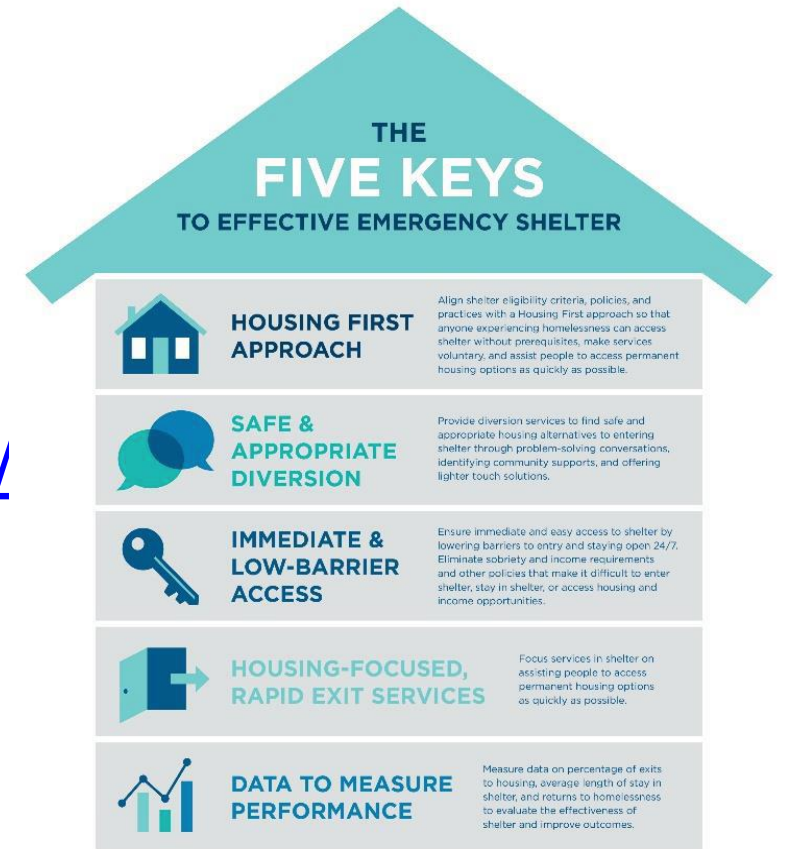 THE
FIVE KEYS
TO EFFECTIVE EMERGENCY SHELTER
HOUSING FIRST
APPROACH
Align shelter eligibility criteria, policies, and
practices with a Housing First approach so that
anyone experiencing homelessness can access
shelter without prerequisites, make services
voluntary, and assist people to access permanent
housing options as quickly as possible.
SAFE &
APPROPRIATE
DIVERSION
Provide diversion services to find safe and
appropriate housing alternatives to entering
shelter through problem-solving conversations,
identifying community supports, and offering
lighter touch solutions.
IMMEDIATE &
LOW-BARRIER
ACCESS
Ensure immediate and easy access to shelter by
lowering barriers to entry and staying open 24/7.
Eliminate sobriety and income requirements
and other policies that make it difficult to enter
shelter, stay in shelter, or access housing and
income opportunities.
HOUSING-FOCUSED,
RAPID EXIT SERVICES
Focus services in shelter on
assisting people to access
permanent housing options
as quickly as possible.
DATA TO MEASURE
PERFORMANCE
Measure data on percentage of exits
to housing, average length of stay in
shelter, and returns to homelessness
to evaluate the effectiveness of
shelter and improve outcomes.